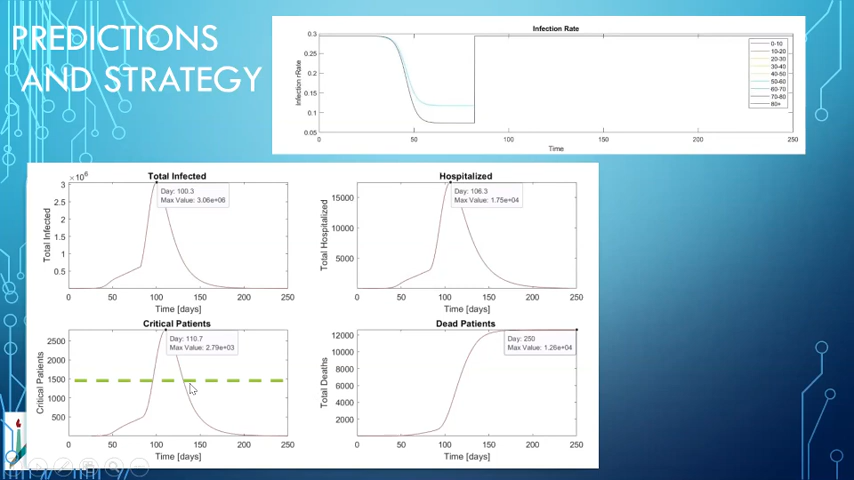 PREDICTIONS
AND STRATEGY
Infection Rate
0.3
0.25
0.2
0.15
0.1
0.05
Infection rRate
0
50
100
150
200
250
Time
0-10
10-20
20-30
30-40
40-50
50-60
60-70
70-80
80+
Total Infected
×10^6
3
2.5
2
1.5
1
0.5
Total Infected
Day: 100.3
Max Value: 3.06e+06
0 50 100 150 200 250
Time [days]
Hospitalized
15000
10000
5000
Total Hospitalized
Day: 106.3
Max Value: 1.75e+04
0 50 100 150 200 250
Time [days]
Critical Patients
2500
2000
1500
1000
500
Critical Patients
Day: 110.7
Max Value: 2.79e+03
0 50 100 150 200 250
Time [days]
Dead Patients
12000
10000
8000
6000
4000
2000
Total Deaths
Day: 250
Max Value: 1.26e+04
0 50 100 150 200 250
Time [days]